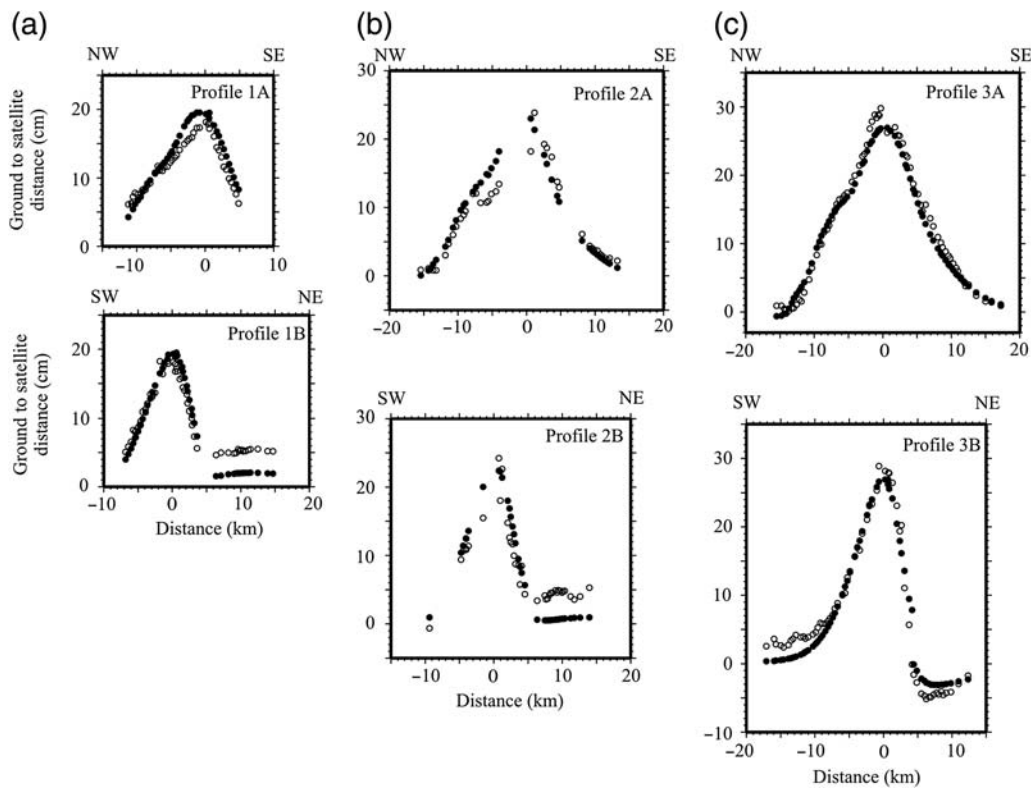 (a)
NW SE
Profile 1A
Ground to satellite
distance (cm)
20
10
0
−10 0 10
SW NE
Profile 1B
Ground to satellite
distance (cm)
20
10
0
−10 0 10 20
Distance (km)
(b)
NW SE
Profile 2A
30
20
10
0
−20 −10 0 10 20
SW NE
Profile 2B
30
20
10
0
−10 0 10 20
Distance (km)
(c)
NW SE
Profile 3A
30
20
10
0
−20 −10 0 10 20
SW NE
Profile 3B
30
20
10
0
−10
−20 −10 0 10
Distance (km)